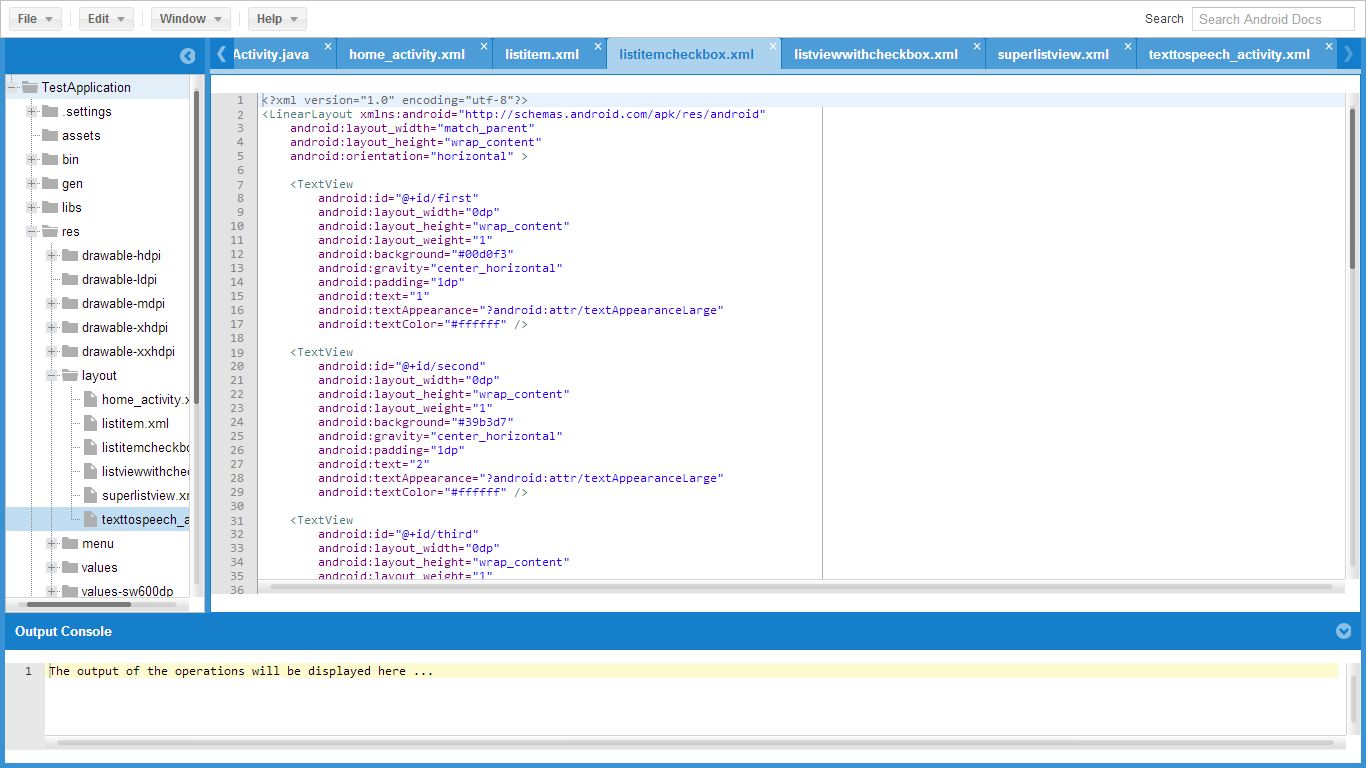 File Edit Window Help Search Search Android Docs
Activity.java home_activity.xml listitem.xml listitemcheckbox.xml listviewwithcheckbox.xml superlistview.xml texttospeech_activity.xml
TestApplication
.settings
assets
bin
gen
libs
res
drawable-hdpi
drawable-ldpi
drawable-mdpi
drawable-xhdpi
drawable-xxhdpi
layout
home_activity.x
listitem.xml
listitemcheckbo
listviewwithchec
superlistview.xm
texttospeech_a
menu
values
values-sw600dp
1 <?xml version="1.0" encoding="utf-8"?>
2 <LinearLayout xmlns:android="http://schemas.android.com/apk/res/android"
3 android:layout_width="match_parent"
4 android:layout_height="wrap_content"
5 android:orientation="horizontal" >
6
7 <TextView
8 android:id="@+id/first"
9 android:layout_width="0dp"
10 android:layout_height="wrap_content"
11 android:layout_weight="1"
12 android:background="#00d0f3"
13 android:gravity="center_horizontal"
14 android:padding="1dp"
15 android:text="1"
16 android:textAppearance="?android:attr/textAppearanceLarge"
17 android:textColor="#ffffff" />
18
19 <TextView
20 android:id="@+id/second"
21 android:layout_width="0dp"
22 android:layout_height="wrap_content"
23 android:layout_weight="1"
24 android:background="#39b3d7"
25 android:gravity="center_horizontal"
26 android:padding="1dp"
27 android:text="2"
28 android:textAppearance="?android:attr/textAppearanceLarge"
29 android:textColor="#ffffff" />
30
31 <TextView
32 android:id="@+id/third"
33 android:layout_width="0dp"
34 android:layout_height="wrap_content"
35 android:layout_weight="1"
36
Output Console
1 The output of the operations will be displayed here ...